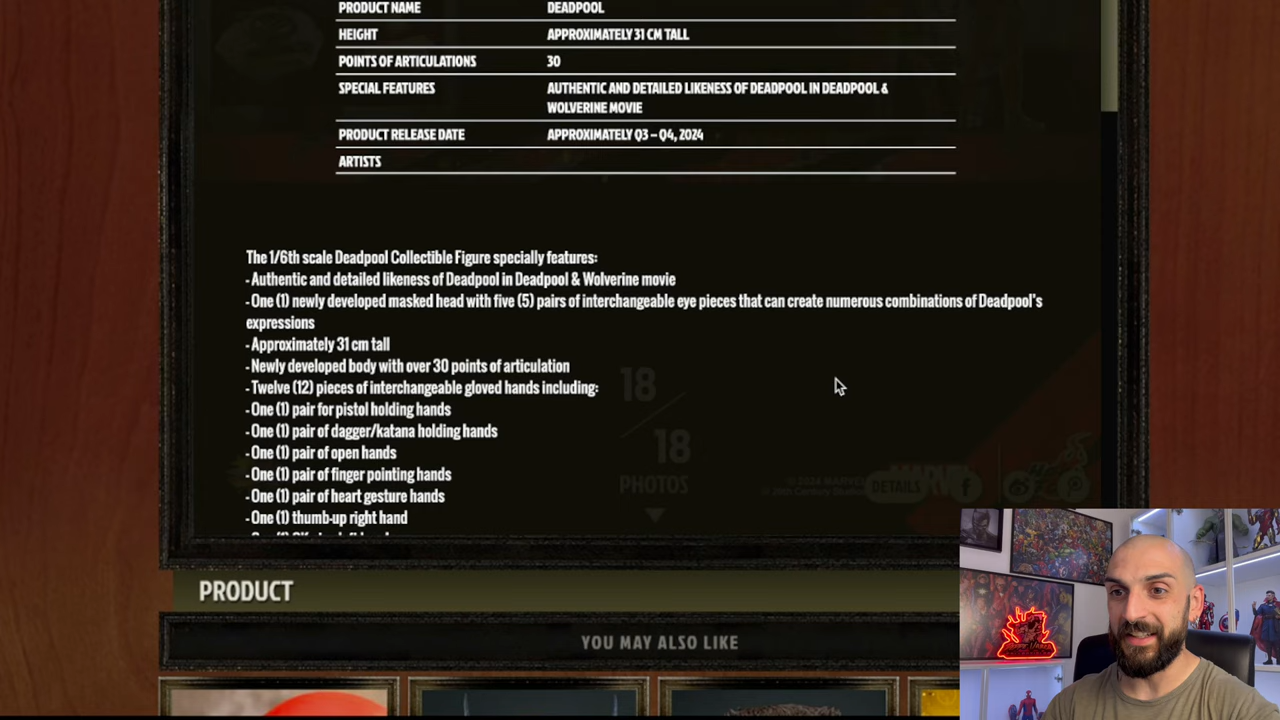 PRODUCT NAME DEADPOOL
HEIGHT APPROXIMATELY 31 CM TALL
POINTS OF ARTICULATIONS 30
SPECIAL FEATURES AUTHENTIC AND DETAILED LIKENESS OF DEADPOOL IN DEADPOOL &
WOLVERINE MOVIE
PRODUCT RELEASE DATE APPROXIMATELY Q3 – Q4, 2024
ARTISTS
The 1/6th scale Deadpool Collectible Figure specially features:
- Authentic and detailed likeness of Deadpool in Deadpool & Wolverine movie
- One (1) newly developed masked head with five (5) pairs of interchangeable eye pieces that can create numerous combinations of Deadpool's
expressions
- Approximately 31 cm tall
- Newly developed body with over 30 points of articulation
- Twelve (12) pieces of interchangeable gloved hands including:
- One (1) pair for pistol holding hands
- One (1) pair of dagger/katana holding hands
- One (1) pair of open hands
- One (1) pair of finger pointing hands
- One (1) pair of heart gesture hands
- One (1) thumb-up right hand
18
18
PHOTOS
© 2024 MARVEL
DETAILS
PRODUCT
YOU MAY ALSO LIKE